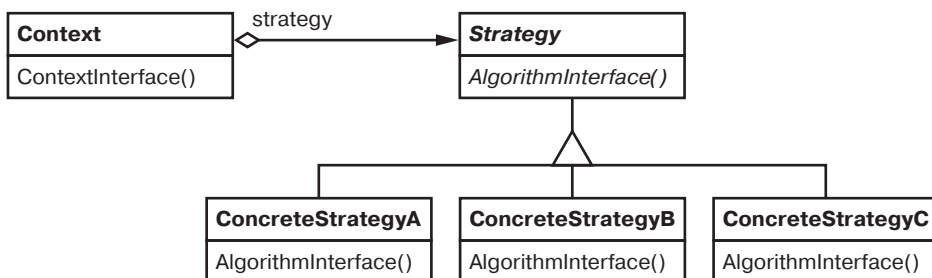 strategy
Context
ContextInterface()
Strategy
AlgorithmInterface()
ConcreteStrategyA
AlgorithmInterface()
ConcreteStrategyB
AlgorithmInterface()
ConcreteStrategyC
AlgorithmInterface()